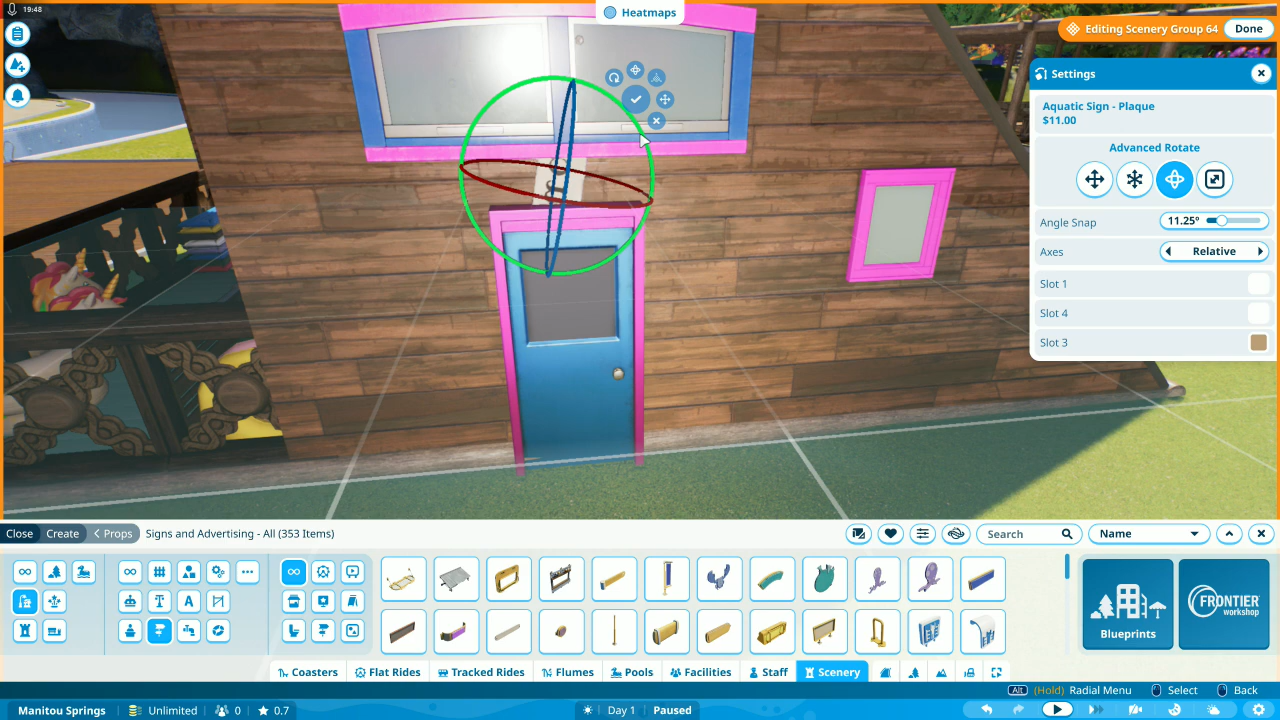 19:48
Heatmaps
Editing Scenery Group 64
Done
Settings
Aquatic Sign - Plaque
$11.00
Advanced Rotate
Angle Snap
11.25°
Axes
Relative
Slot 1
Slot 4
Slot 3
Close
Create
Props
Signs and Advertising - All (353 Items)
Search
Name
Blueprints
FRONTIER
workshop
Coasters
Flat Rides
Tracked Rides
Flumes
Pools
Facilities
Staff
Scenery
Alt (Hold) Radial Menu
Select
Back
Manitou Springs
Unlimited
0
0.7
Day 1
Paused